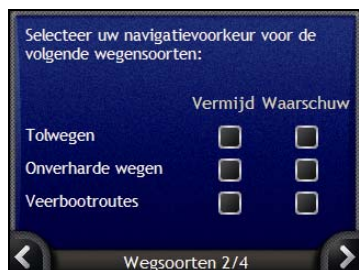 Selecteer uw navigatievoorkeur voor de
volgende wegensoorten:
Vermijd Waarschuw
Tolwegen
Onverharde wegen
Veerbootroutes
Wegsoorten 2/4